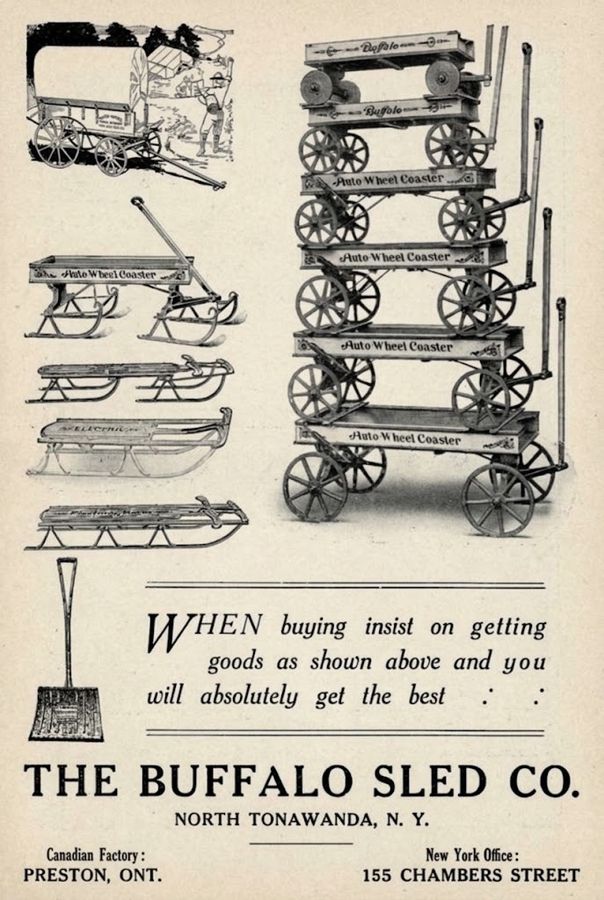 Buffalo
Buffalo
Auto Wheel Coaster
Auto Wheel Coaster
Auto Wheel Coaster
Auto Wheel Coaster
Auto Wheel Coaster
ELECTRIC
WHEN buying insist on getting
goods as shown above and you
will absolutely get the best ∴ ∴
THE BUFFALO SLED CO.
NORTH TONAWANDA, N. Y.
Canadian Factory:
PRESTON, ONT.
New York Office:
155 CHAMBERS STREET